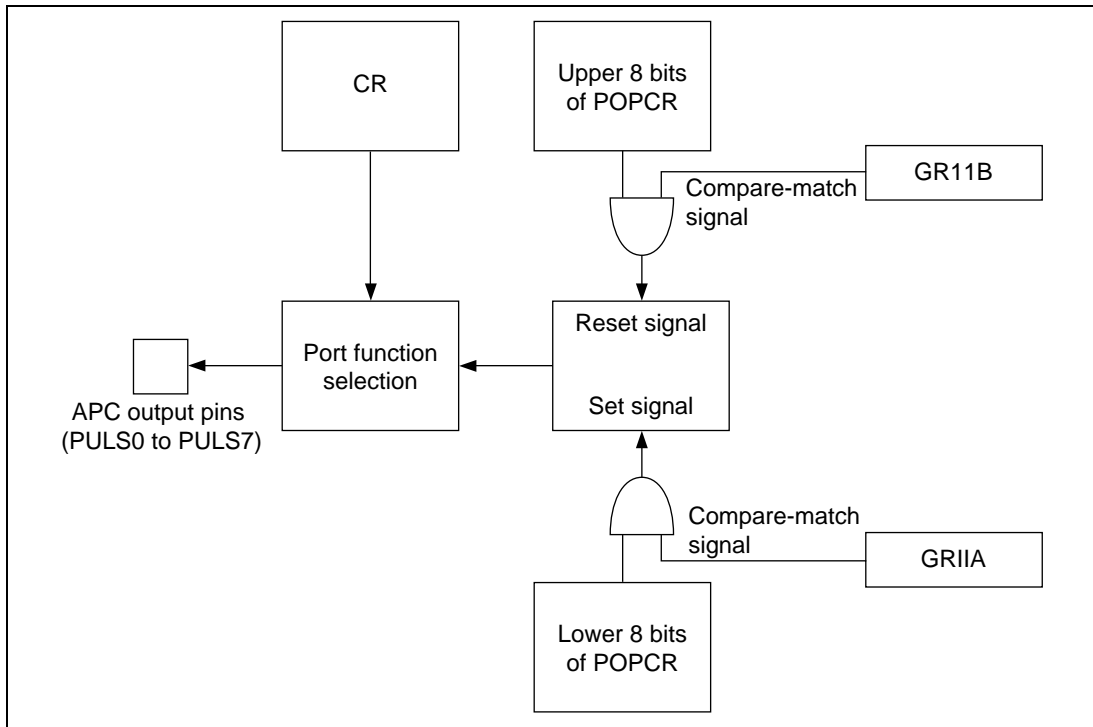 CR
Upper 8 bits
of POPCR
GR11B
Compare-match
signal
Reset signal
Port function
selection
Set signal
APC output pins
(PULS0 to PULS7)
Compare-match
signal
GRIIA
Lower 8 bits
of POPCR